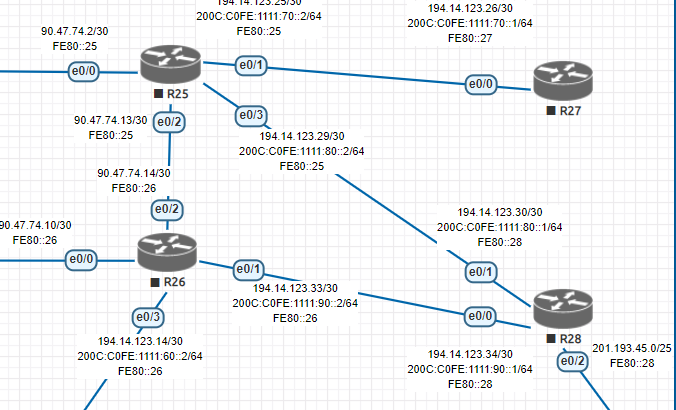 194.14.123.25/30
200C:C0FE:1111:70::2/64
FE80::25
194.14.123.26/30
200C:C0FE:1111:70::1/64
FE80::27
90.47.74.2/30
FE80::25
e0/0
e0/1
e0/0
R25
R27
90.47.74.13/30
FE80::25
e0/2
e0/3
194.14.123.29/30
200C:C0FE:1111:80::2/64
FE80::25
90.47.74.14/30
FE80::26
e0/2
90.47.74.10/30
FE80::26
194.14.123.30/30
200C:C0FE:1111:80::1/64
FE80::28
e0/0
e0/1
e0/1
R26
194.14.123.33/30
200C:C0FE:1111:90::2/64
FE80::26
e0/3
e0/0
R28
194.14.123.14/30
200C:C0FE:1111:60::2/64
FE80::26
194.14.123.34/30
200C:C0FE:1111:90::1/64
FE80::28
e0/2
201.193.45.0/25
FE80::28